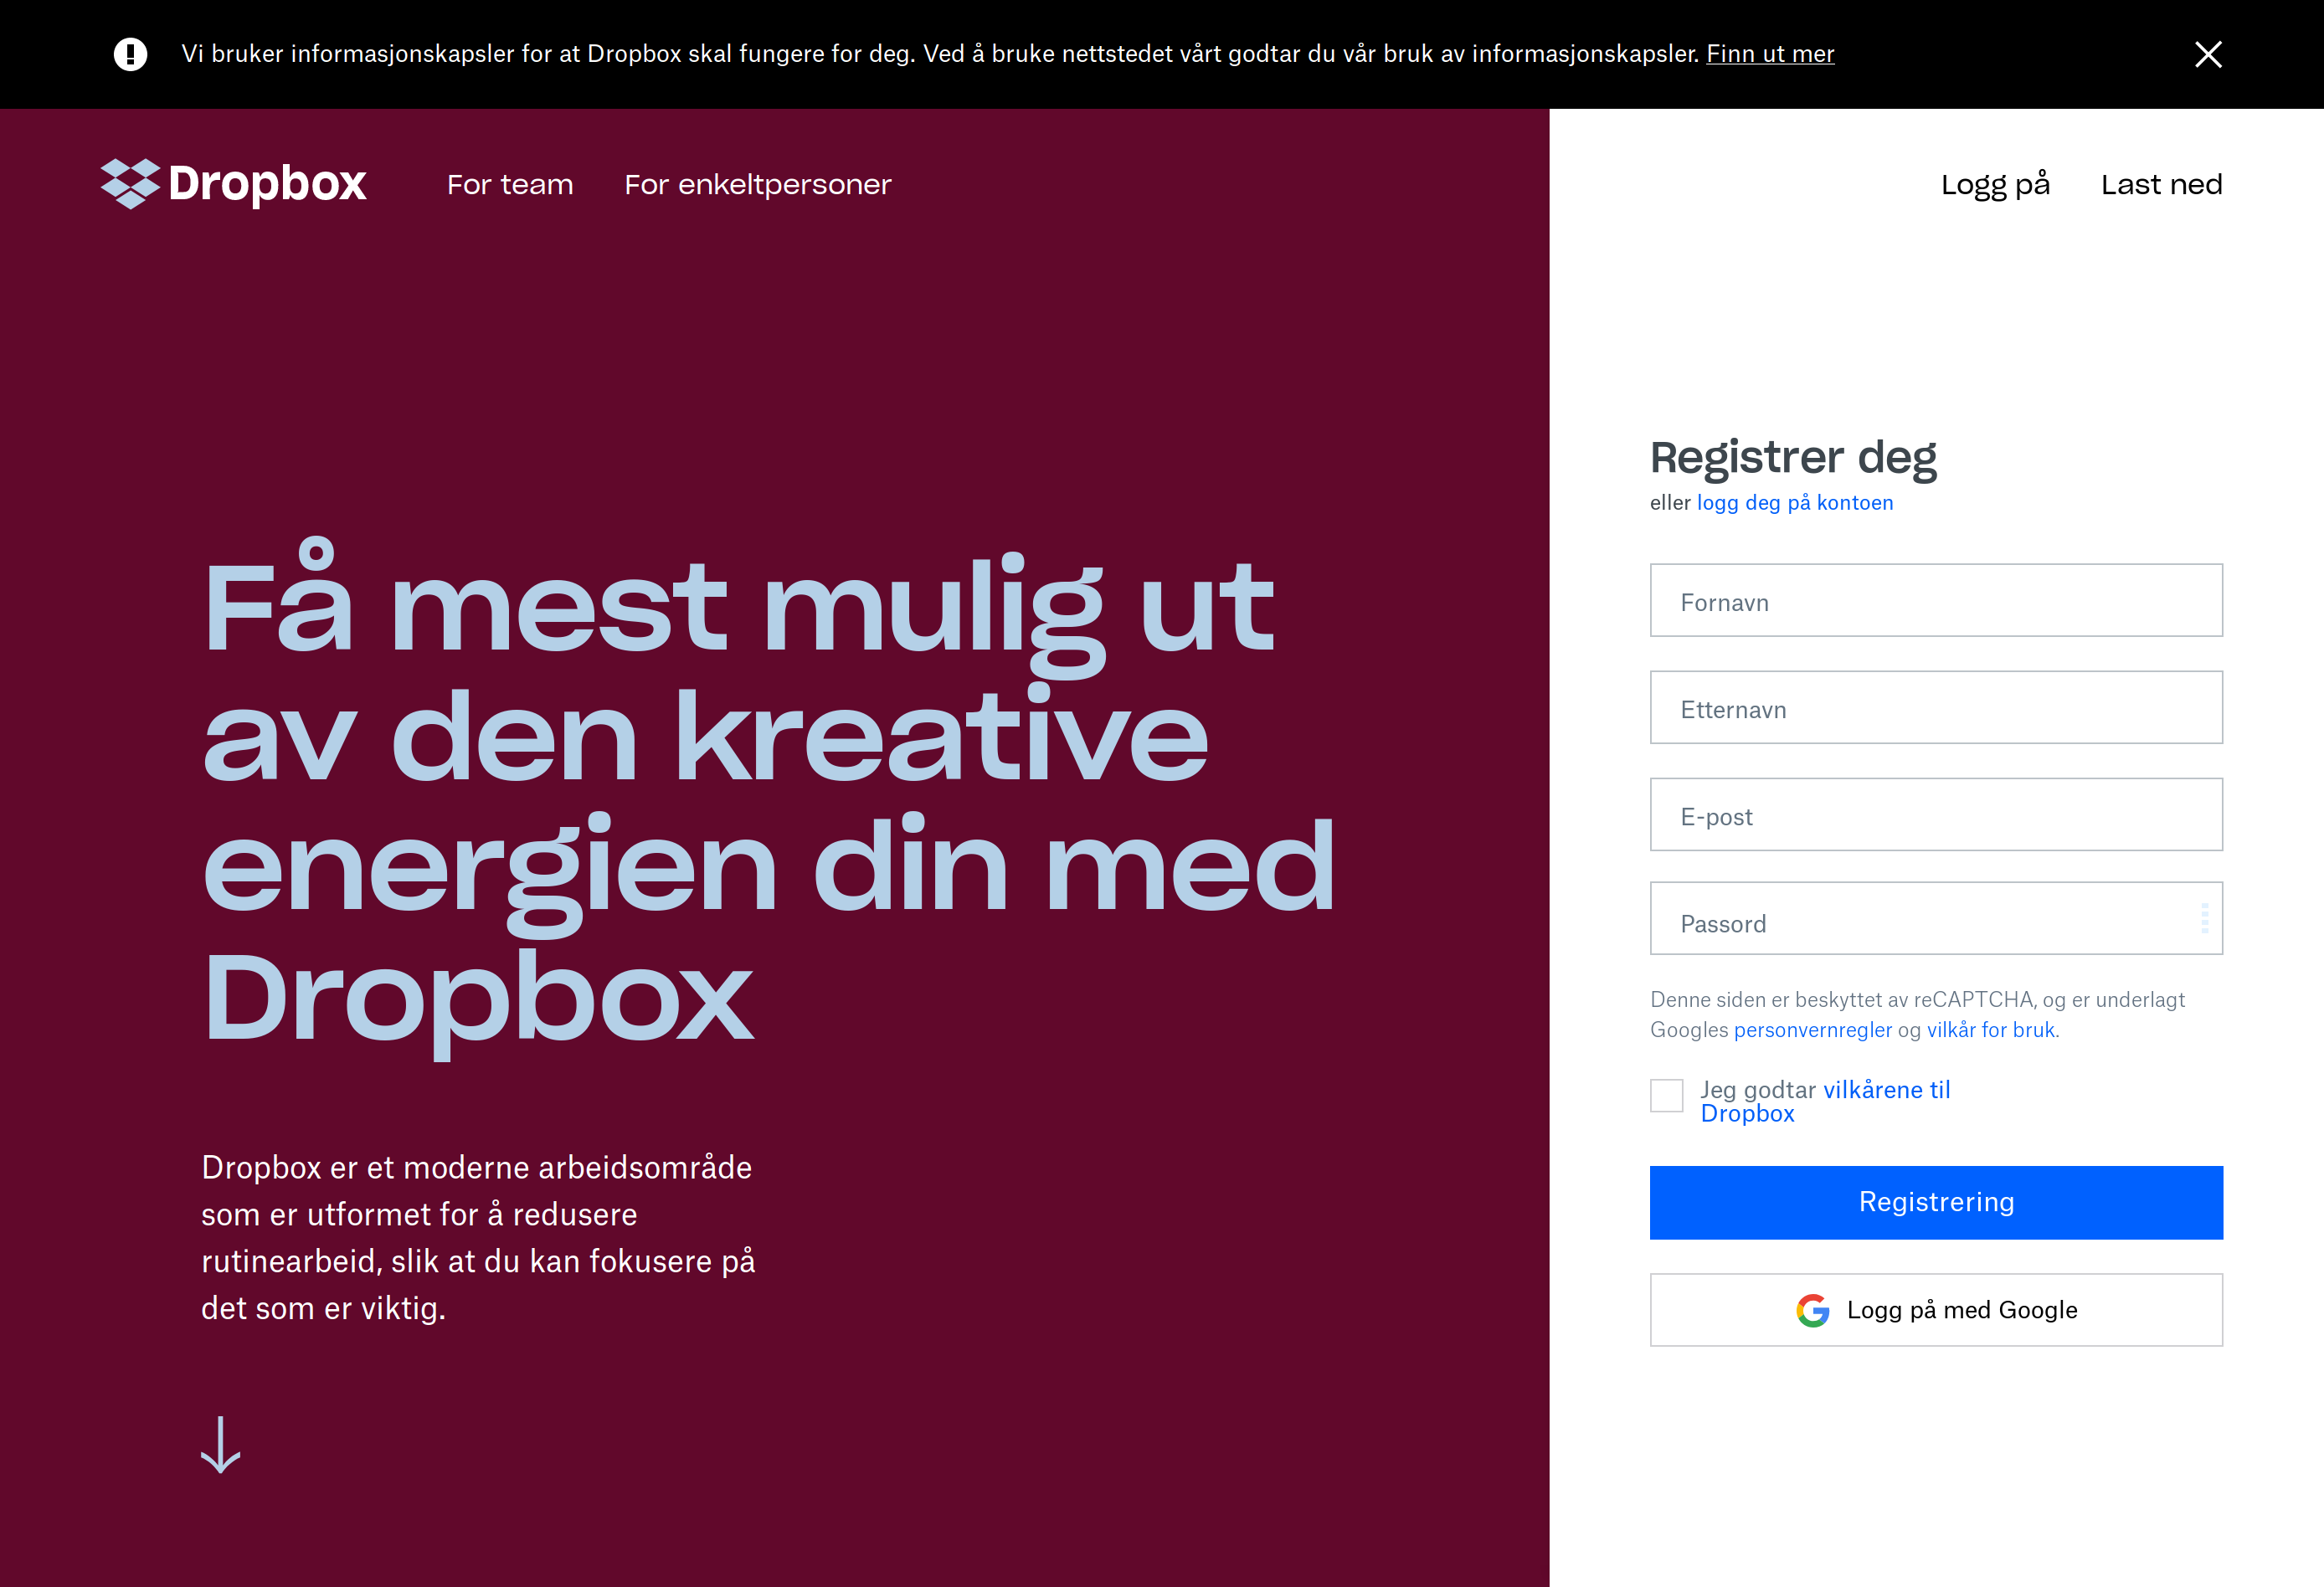 Vi bruker informasjonskapsler for at Dropbox skal fungere for deg. Ved å bruke nettstedet vårt godtar du vår bruk av informasjonskapsler. Finn ut mer
Dropbox
For team
For enkeltpersoner
Logg på
Last ned
Få mest mulig ut
av den kreative
energien din med
Dropbox
Dropbox er et moderne arbeidsområde
som er utformet for å redusere
rutinearbeid, slik at du kan fokusere på
det som er viktig.
Registrer deg
eller logg deg på kontoen
Fornavn
Etternavn
E-post
Passord
Denne siden er beskyttet av reCAPTCHA, og er underlagt
Googles personvernregler og vilkår for bruk.
Jeg godtar vilkårene til
Dropbox
Registrering
Logg på med Google